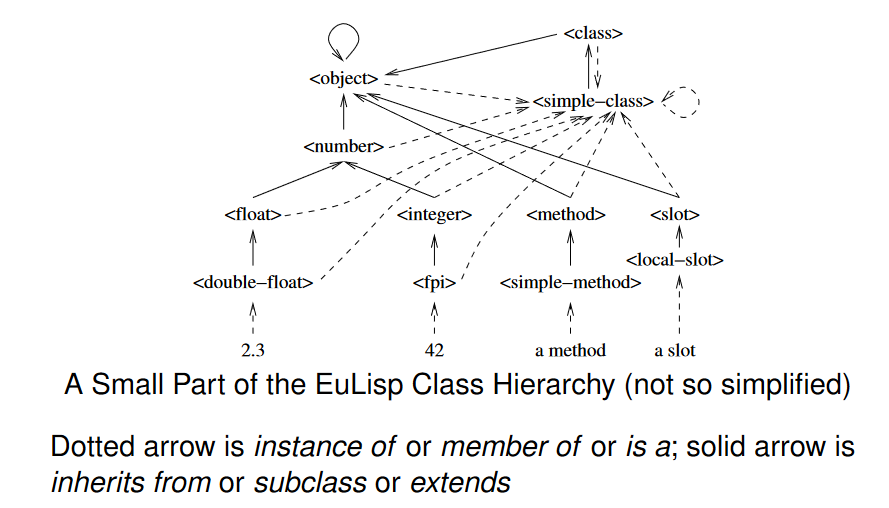 <class>
<object>
<simple−class>
<number>
<float> <integer> <method> <slot>
<local−slot>
<double−float> <fpi> <simple−method>
2.3 42 a method a slot
A Small Part of the EuLisp Class Hierarchy (not so simplified)
Dotted arrow is instance of or member of or is a; solid arrow is
inherits from or subclass or extends